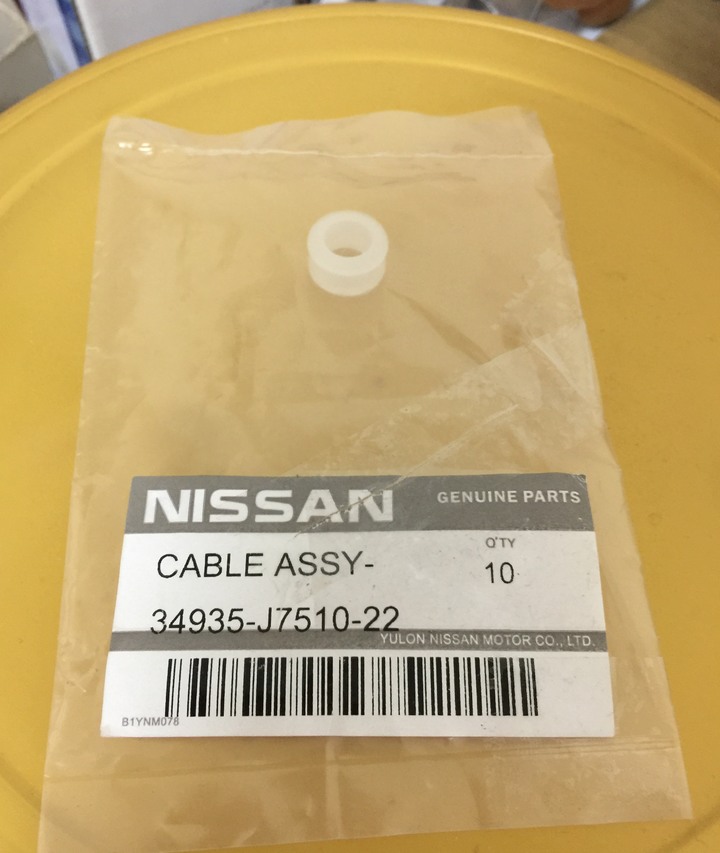 NISSAN GENUINE PARTS
CABLE ASSY-
Q'TY
10
34935-J7510-22
YULON NISSAN MOTOR CO., LTD.
B1YNM078